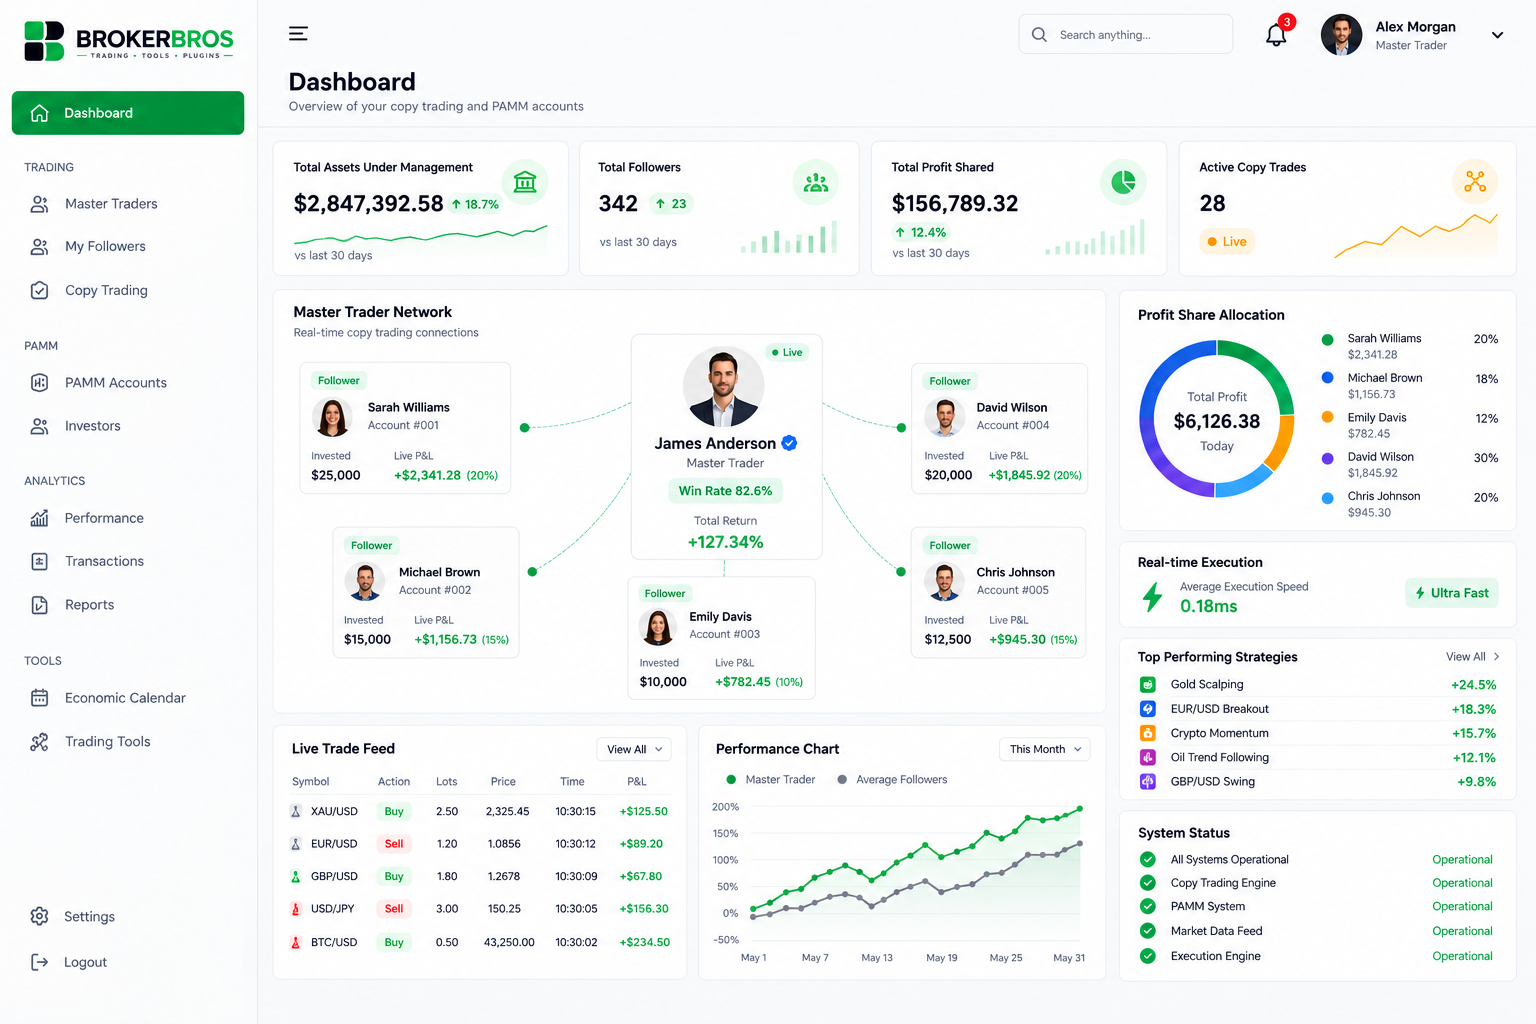 BROKERBROS
TRADING • TOOLS • PLUGINS
Search anything...
3
Alex Morgan
Master Trader
Dashboard
TRADING
Master Traders
My Followers
Copy Trading
PAMM
PAMM Accounts
Investors
ANALYTICS
Performance
Transactions
Reports
TOOLS
Economic Calendar
Trading Tools
Settings
Logout
Dashboard
Overview of your copy trading and PAMM accounts
Total Assets Under Management
$2,847,392.58 ↑ 18.7%
vs last 30 days
Total Followers
342 ↑ 23
vs last 30 days
Total Profit Shared
$156,789.32
↑ 12.4%
vs last 30 days
Active Copy Trades
28
Live
Master Trader Network
Real-time copy trading connections
Follower
Sarah Williams
Account #001
Invested Live P&L
$25,000 +$2,341.28 (20%)
Follower
Michael Brown
Account #002
Invested Live P&L
$15,000 +$1,156.73 (15%)
Live
James Anderson
Master Trader
Win Rate 82.6%
Total Return
+127.34%
Follower
Emily Davis
Account #003
Invested Live P&L
$10,000 +$782.45 (10%)
Follower
David Wilson
Account #004
Invested Live P&L
$20,000 +$1,845.92 (20%)
Follower
Chris Johnson
Account #005
Invested Live P&L
$12,500 +$945.30 (15%)
Profit Share Allocation
Total Profit
$6,126.38
Today
Sarah Williams 20%
$2,341.28
Michael Brown 18%
$1,156.73
Emily Davis 12%
$782.45
David Wilson 30%
$1,845.92
Chris Johnson 20%
$945.30
Real-time Execution
Average Execution Speed
0.18ms
Ultra Fast
Top Performing Strategies View All
Gold Scalping +24.5%
EUR/USD Breakout +18.3%
Crypto Momentum +15.7%
Oil Trend Following +12.1%
GBP/USD Swing +9.8%
System Status
All Systems Operational Operational
Copy Trading Engine Operational
PAMM System Operational
Market Data Feed Operational
Execution Engine Operational
Live Trade Feed View All
Symbol Action Lots Price Time P&L
XAU/USD Buy 2.50 2,325.45 10:30:15 +$125.50
EUR/USD Sell 1.20 1.0856 10:30:12 +$89.20
GBP/USD Buy 1.80 1.2678 10:30:09 +$67.80
USD/JPY Sell 3.00 150.25 10:30:05 +$156.30
BTC/USD Buy 0.50 43,250.00 10:30:02 +$234.50
Performance Chart This Month
Master Trader Average Followers
200%
150%
100%
50%
0%
-50%
May 1 May 7 May 13 May 19 May 25 May 31